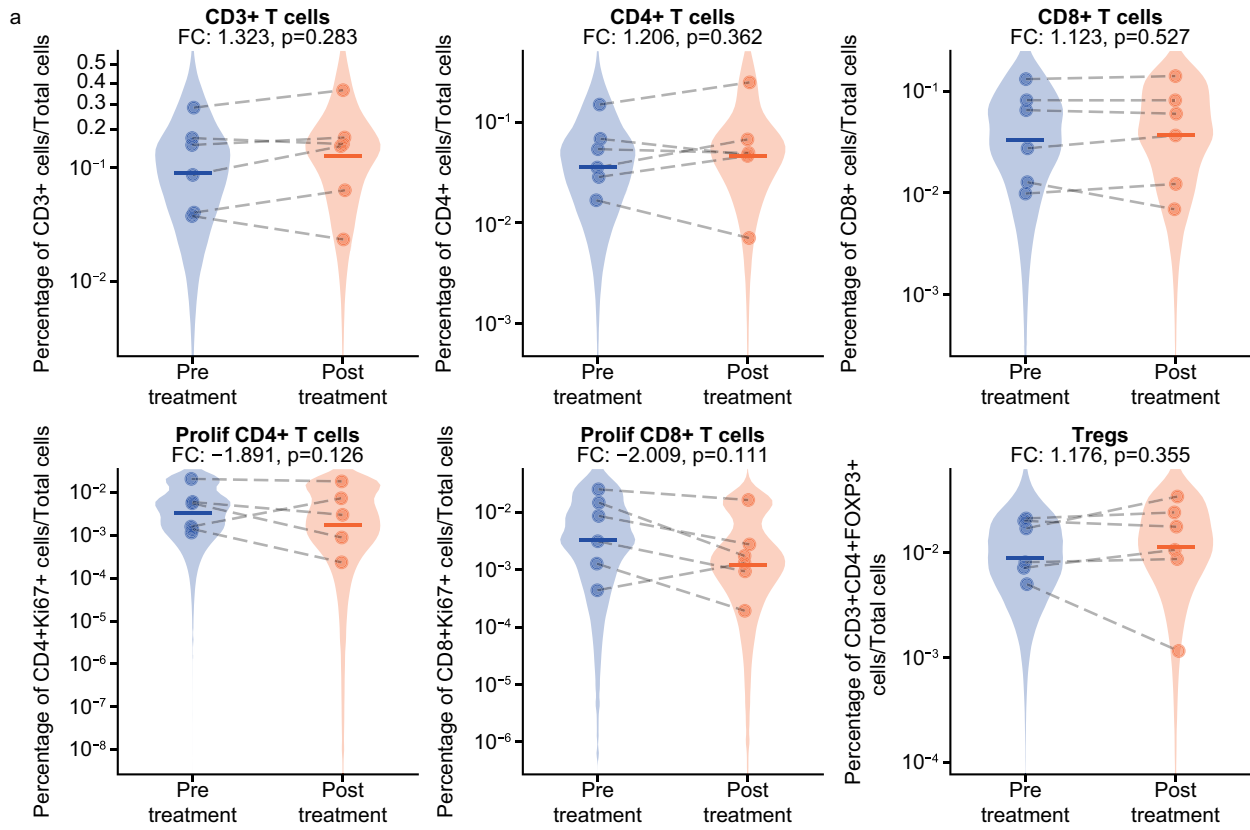 a
CD3+ T cells
FC: 1.323, p=0.283
Percentage of CD3+ cells/Total cells
0.5
0.4
0.3
0.2
10⁻¹
10⁻²
Pre
treatment
Post
treatment
CD4+ T cells
FC: 1.206, p=0.362
Percentage of CD4+ cells/Total cells
10⁻¹
10⁻²
10⁻³
Pre
treatment
Post
treatment
CD8+ T cells
FC: 1.123, p=0.527
Percentage of CD8+ cells/Total cells
10⁻¹
10⁻²
10⁻³
Pre
treatment
Post
treatment
Prolif CD4+ T cells
FC: −1.891, p=0.126
Percentage of CD4+Ki67+ cells/Total cells
10⁻²
10⁻³
10⁻⁴
10⁻⁵
10⁻⁶
10⁻⁷
10⁻⁸
Pre
treatment
Post
treatment
Prolif CD8+ T cells
FC: −2.009, p=0.111
Percentage of CD8+Ki67+ cells/Total cells
10⁻²
10⁻³
10⁻⁴
10⁻⁵
10⁻⁶
Pre
treatment
Post
treatment
Tregs
FC: 1.176, p=0.355
Percentage of CD3+CD4+FOXP3+
cells/Total cells
10⁻²
10⁻³
10⁻⁴
Pre
treatment
Post
treatment